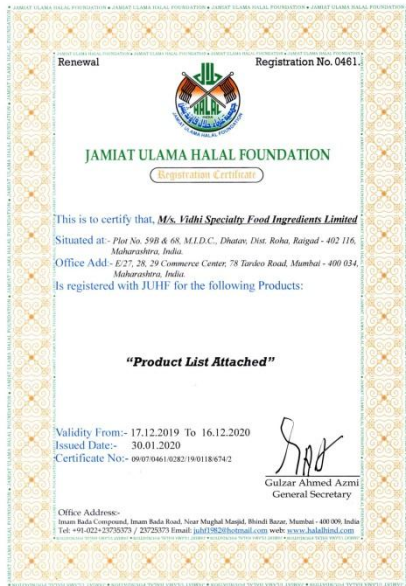 Renewal
Registration No. 0461.
HALAL
JAMIAT ULAMA HALAL FOUNDATION
JAMIAT ULAMA HALAL FOUNDATION
Registration Certificate
This is to certify that, M/s. Vidhi Specialty Food Ingredients Limited
Situated at:- Plot No. 59B & 68, M.I.D.C., Dhatav, Dist. Roha, Raigad - 402 116,
Maharashtra, India.
Office Add:- E/27, 28, 29 Commerce Center, 78 Tardeo Road, Mumbai - 400 034,
Maharashtra, India.
Is registered with JUHF for the following Products:
“Product List Attached”
Validity From:- 17.12.2019 To 16.12.2020
Issued Date:- 30.01.2020
Certificate No:- 09/07/0461/0282/19/0118/674/2
Gulzar Ahmed Azmi
General Secretary
Office Address:-
Imam Bada Compound, Imam Bada Road, Near Mughal Masjid, Bhindi Bazar, Mumbai - 400 009, India
Tel: +91-022+23735373 / 23725373 Email: juhf1982@hotmail.com web: www.halalhind.com